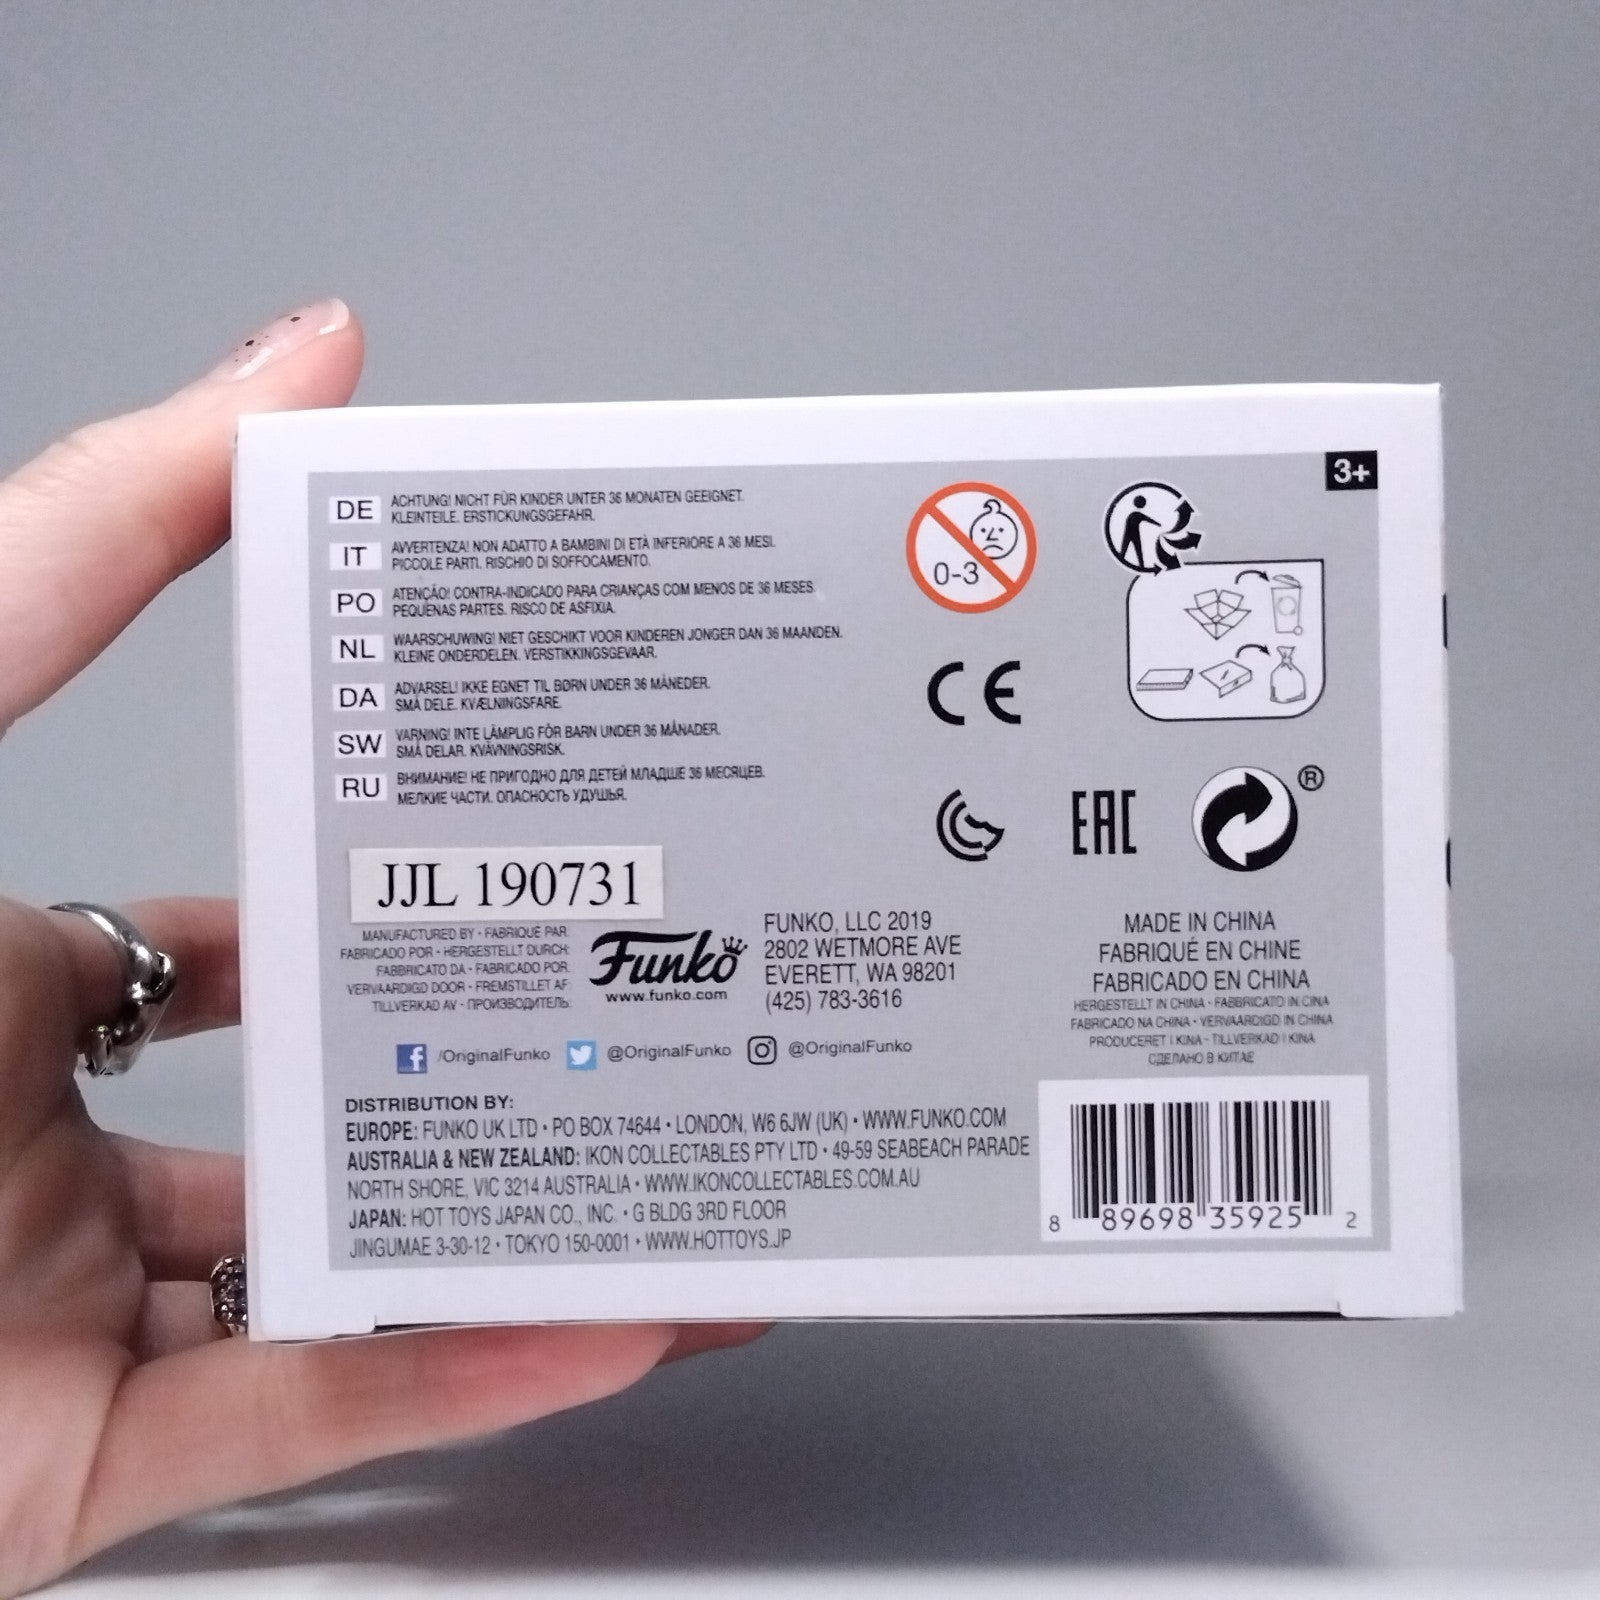 3+
DE ACHTUNG! NICHT FÜR KINDER UNTER 36 MONATEN GEEIGNET.
KLEINTEILE. ERSTICKUNGSGEFAHR.
IT AVVERTENZA! NON ADATTO A BAMBINI DI ETÀ INFERIORE A 36 MESI.
PICCOLE PARTI. RISCHIO DI SOFFOCAMENTO.
PO ATENÇÃO! CONTRA-INDICADO PARA CRIANÇAS COM MENOS DE 36 MESES.
PEQUENAS PARTES. RISCO DE ASFIXIA.
NL WAARSCHUWING! NIET GESCHIKT VOOR KINDEREN JONGER DAN 36 MAANDEN.
KLEINE ONDERDELEN. VERSTIKKINGSGEVAAR.
DA ADVARSEL! IKKE EGNET TIL BØRN UNDER 36 MÅNEDER.
SMÅ DELE. KVÆLNINGSFARE.
SW VARNING! INTE LÄMPLIG FÖR BARN UNDER 36 MÅNADER.
SMÅ DELAR. KVÄVNINGSRISK.
RU ВНИМАНИЕ! НЕ ПРИГОДНО ДЛЯ ДЕТЕЙ МЛАДШЕ 36 МЕСЯЦЕВ.
МЕЛКИЕ ЧАСТИ. ОПАСНОСТЬ УДУШЬЯ.
0-3
CE
EAC
®
JJL 190731
MANUFACTURED BY • FABRIQUÉ PAR:
FABRICADO POR • HERGESTELLT DURCH:
FABBRICATO DA • FABRICADO POR:
VERVAARDIGD DOOR • FREMSTILLET AF:
TILLVERKAD AV • ПРОИЗВОДИТЕЛЬ:
Funko
www.funko.com
FUNKO, LLC 2019
2802 WETMORE AVE
EVERETT, WA 98201
(425) 783-3616
MADE IN CHINA
FABRIQUÉ EN CHINE
FABRICADO EN CHINA
HERGESTELLT IN CHINA • FABBRICATO IN CINA
FABRICADO NA CHINA • VERVAARDIGD IN CHINA
PRODUCERET I KINA • TILLVERKAD I KINA
СДЕЛАНО В КИТАЕ
f /OriginalFunko @OriginalFunko @OriginalFunko
DISTRIBUTION BY:
EUROPE: FUNKO UK LTD • PO BOX 74644 • LONDON, W6 6JW (UK) • WWW.FUNKO.COM
AUSTRALIA & NEW ZEALAND: IKON COLLECTABLES PTY LTD • 49-59 SEABEACH PARADE
NORTH SHORE, VIC 3214 AUSTRALIA • WWW.IKONCOLLECTABLES.COM.AU
JAPAN: HOT TOYS JAPAN CO., INC. • G BLDG 3RD FLOOR
JINGUMAE 3-30-12 • TOKYO 150-0001 • WWW.HOTTOYS.JP
8 89698 35925 2